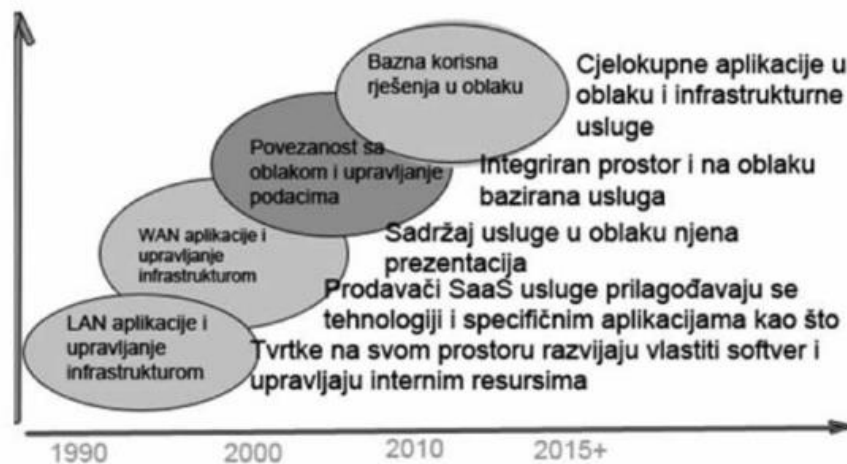 Bazna korisna
rješenja u oblaku
Cjelokupne aplikacije u
oblaku i infrastrukturne
usluge
Povezanost sa
oblakom i upravljanje
podacima
Integriran prostor i na oblaku
bazirana usluga
WAN aplikacije i
upravljanje
infrastrukturom
Sadržaj usluge u oblaku njena
prezentacija
Prodavači SaaS usluge prilagođavaju se
tehnologiji i specifičnim aplikacijama kao što
LAN aplikacije i
upravljanje
infrastrukturom
Tvrtke na svom prostoru razvijaju vlastiti softver i
upravljaju internim resursima
1990 2000 2010 2015+